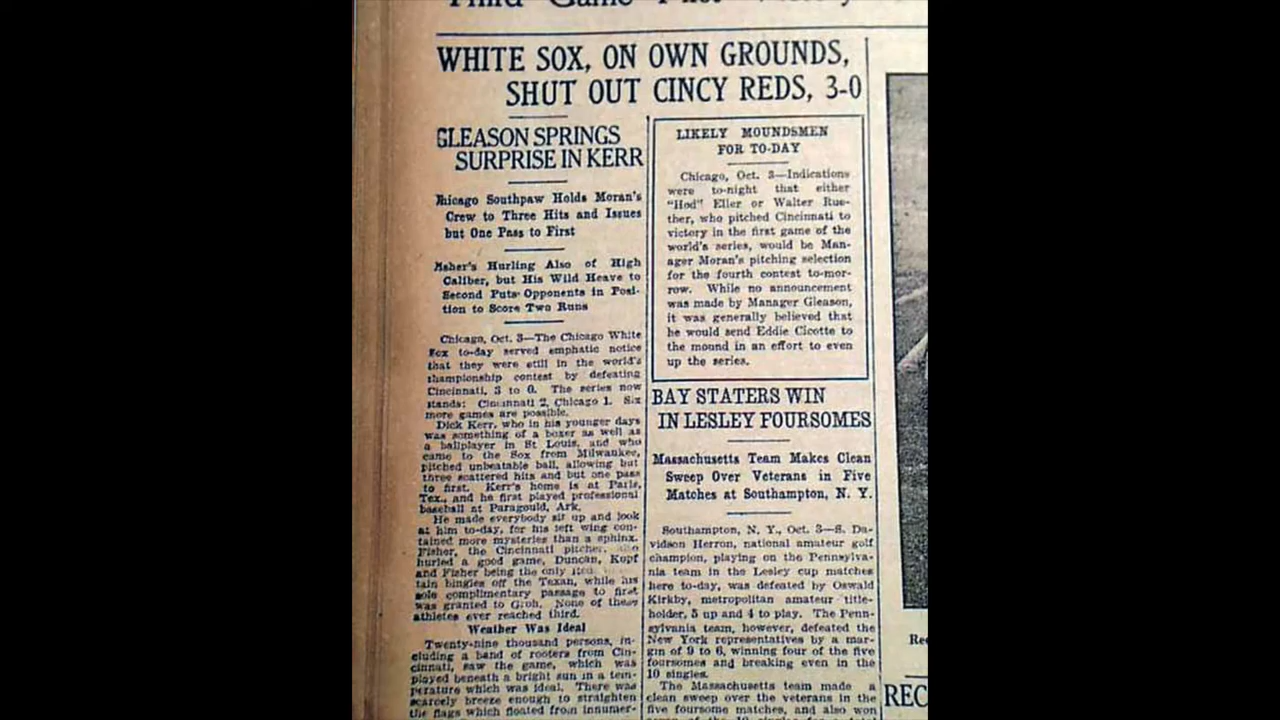 Third Game
WHITE SOX, ON OWN GROUNDS,
SHUT OUT CINCY REDS, 3-0
GLEASON SPRINGS
SURPRISE IN KERR
Chicago Southpaw Holds Moran's
Crew to Three Hits and Issues
but One Pass to First
Fisher's Hurling Also of High
Caliber, but His Wild Heave to
Second Puts Opponents in Posi-
tion to Score Two Runs
Chicago, Oct. 3—The Chicago White
Sox to-day served emphatic notice
that they were still in the world's
championship contest by defeating
Cincinnati, 3 to 0. The series now
stands: Cincinnati 2, Chicago 1. Six
more games are possible.
Dick Kerr, who in his younger days
was something of a boxer as well as
a ballplayer in St Louis, and who
came to the Sox from Milwaukee,
pitched unbeatable ball, allowing but
three scattered hits and but one pass
to first. Kerr's home is at Paris,
Tex., and he first played professional
baseball at Paragould, Ark.
He made everybody sit up and look
at him to-day, for his left wing con-
tained more mysteries than a sphinx.
Fisher, the Cincinnati pitcher, also
hurled a good game, Duncan, Kopf
and Fisher being the only
tain bingles off the Texan, while his
sole complimentary passage to first
was granted to Groh. None of these
athletes ever reached third.
Weather Was Ideal
Twenty-nine thousand persons, in-
cluding a band of rooters from Cin-
cinnati, saw the game, which was
played beneath a bright sun in a tem-
perature which was ideal. There was
scarcely breeze enough to straighten
the flags which floated from innumer-
LIKELY MOUNDSMEN
FOR TO-DAY
Chicago, Oct. 3—Indications
were to-night that either
"Hod" Eller or Walter Rue-
ther, who pitched Cincinnati to
victory in the first game of the
world's series, would be Man-
ager Moran's pitching selection
for the fourth contest to-mor-
row. While no announcement
was made by Manager Gleason,
it was generally believed that
he would send Eddie Cicotte to
the mound in an effort to even
up the series.
BAY STATERS WIN
IN LESLEY FOURSOMES
Massachusetts Team Makes Clean
Sweep Over Veterans in Five
Matches at Southampton, N. Y.
Southampton, N. Y., Oct. 3—S. Da-
vidson Herron, national amateur golf
champion, playing on the Pennsylva-
nia team in the Lesley cup matches
here to-day, was defeated by Oswald
Kirkby, metropolitan amateur title-
holder, 5 up and 4 to play. The Penn-
sylvania team, however, defeated the
New York representatives by a mar-
gin of 9 to 6, winning four of the five
foursomes and breaking even in the
10 singles.
The Massachusetts team made a
clean sweep over the veterans in the
five foursome matches, and also won
REC